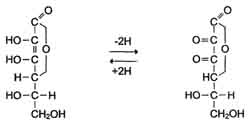 C=O C=O
HO-C O=C
-2H
HO-C O +2H O=C O
H-C H-C
HO-C-H HO-C-H
CH₂OH CH₂OH